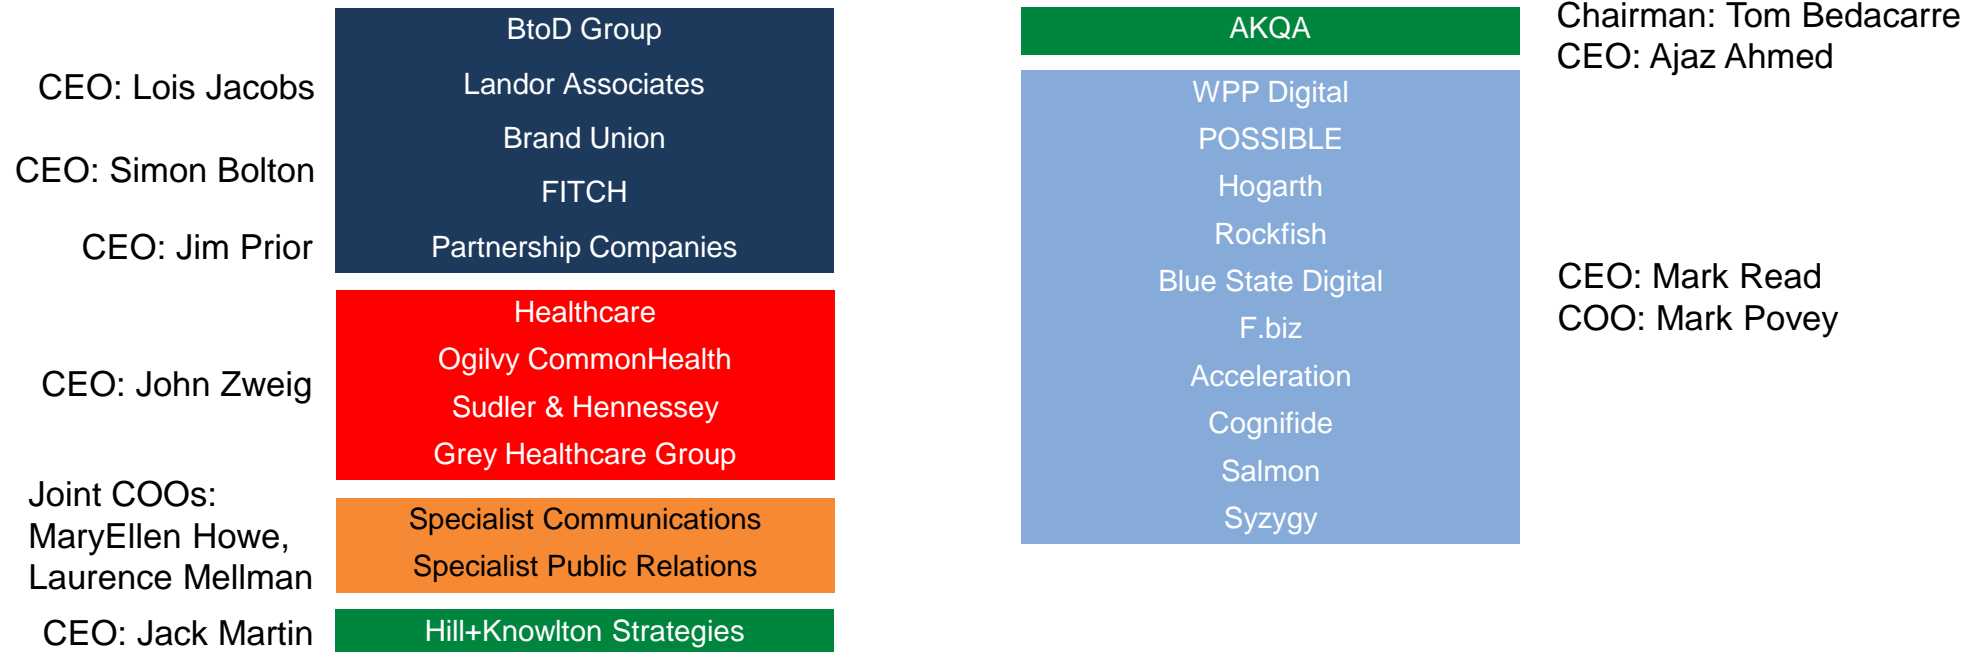 BtoD Group
CEO: Lois Jacobs
Landor Associates
Brand Union
CEO: Simon Bolton
FITCH
CEO: Jim Prior
Partnership Companies
Healthcare
Ogilvy CommonHealth
CEO: John Zweig
Sudler & Hennessey
Grey Healthcare Group
Joint COOs:
MaryEllen Howe,
Laurence Mellman
Specialist Communications
Specialist Public Relations
CEO: Jack Martin
Hill+Knowlton Strategies
AKQA
Chairman: Tom Bedacarre
CEO: Ajaz Ahmed
WPP Digital
POSSIBLE
Hogarth
Rockfish
Blue State Digital
F.biz
Acceleration
Cognifide
Salmon
Syzygy
CEO: Mark Read
COO: Mark Povey